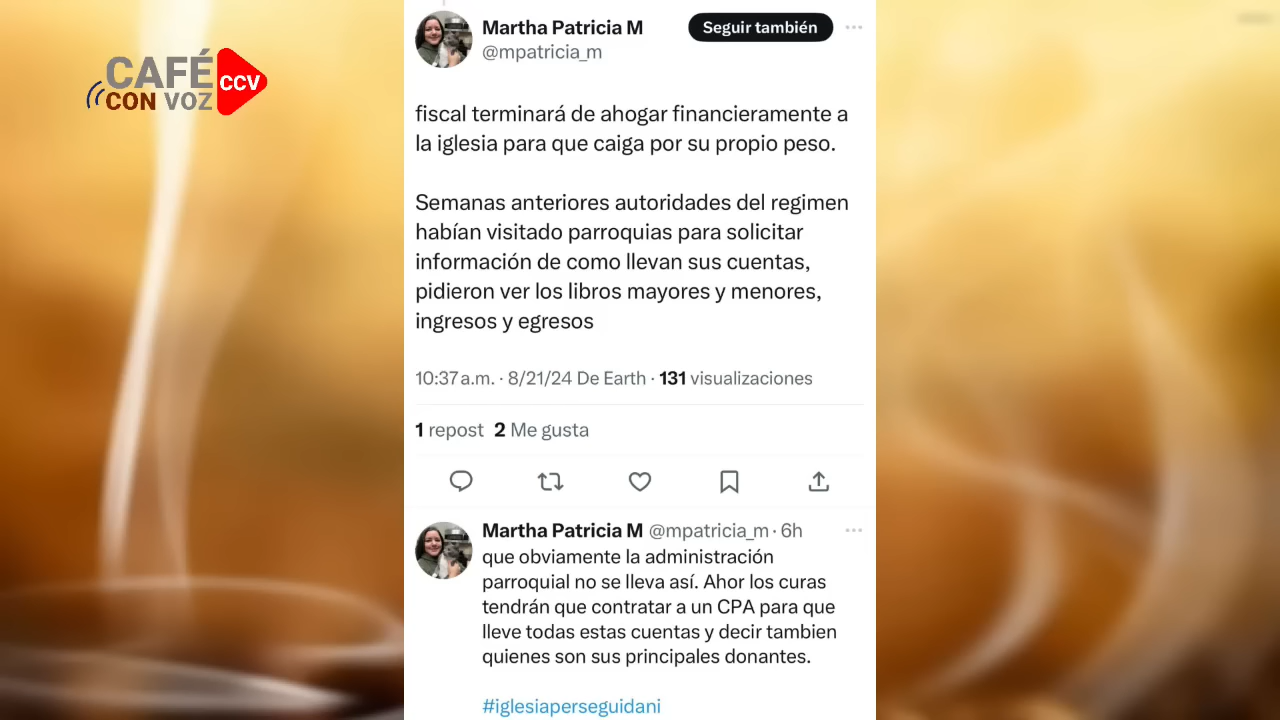 CAFÉ
CON VOZ
CCV
Martha Patricia M
@mpatricia_m
Seguir también
fiscal terminará de ahogar financieramente a
la iglesia para que caiga por su propio peso.
Semanas anteriores autoridades del regimen
habían visitado parroquias para solicitar
información de como llevan sus cuentas,
pidieron ver los libros mayores y menores,
ingresos y egresos
10:37 a.m. · 8/21/24 De Earth · 131 visualizaciones
1 repost 2 Me gusta
Martha Patricia M @mpatricia_m · 6h
que obviamente la administración
parroquial no se lleva así. Ahor los curas
tendrán que contratar a un CPA para que
lleve todas estas cuentas y decir tambien
quienes son sus principales donantes.
#iglesiaperseguidani